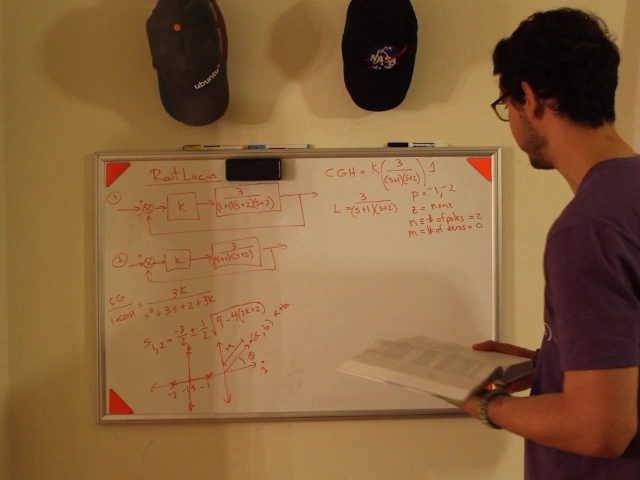 ubuntu
NASA
Root Locus
1
K
3
(s+1)(s+2)(s+3)
2
K
3
(s+1)(s+2)
CG
1+CGH
=
3K
s²+3s+2+3K
S1,2 = -3/2 ± 1/2 √9-4(3K+2)
-2 -1.5 -1
θ
CGH = K(3/(s+1)(s+2))1
L = 3/(s+1)(s+2)
P = -1, -2
z = none
n = # of poles = 2
m = # of zeros = 0